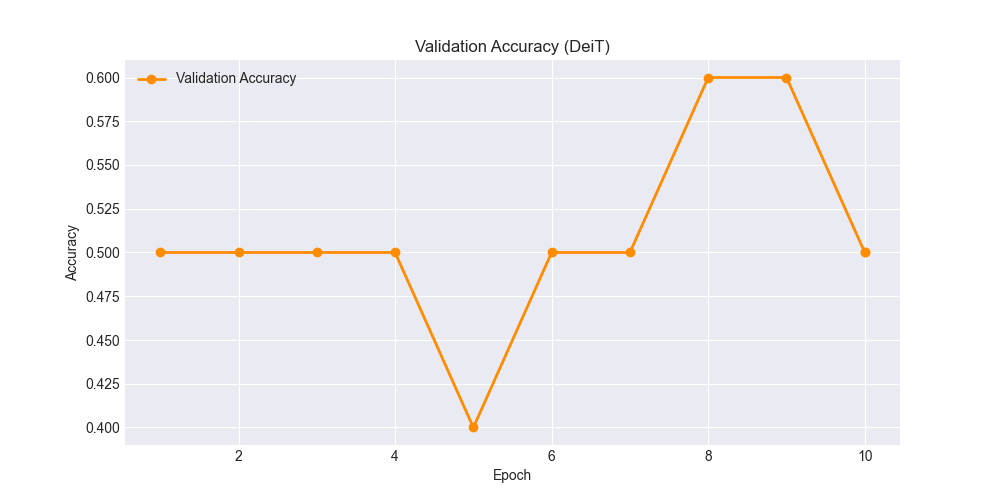 Validation Accuracy (DeiT)
Validation Accuracy
0.600
0.575
0.550
0.525
0.500
0.475
0.450
0.425
0.400
Accuracy
2 4 6 8 10
Epoch